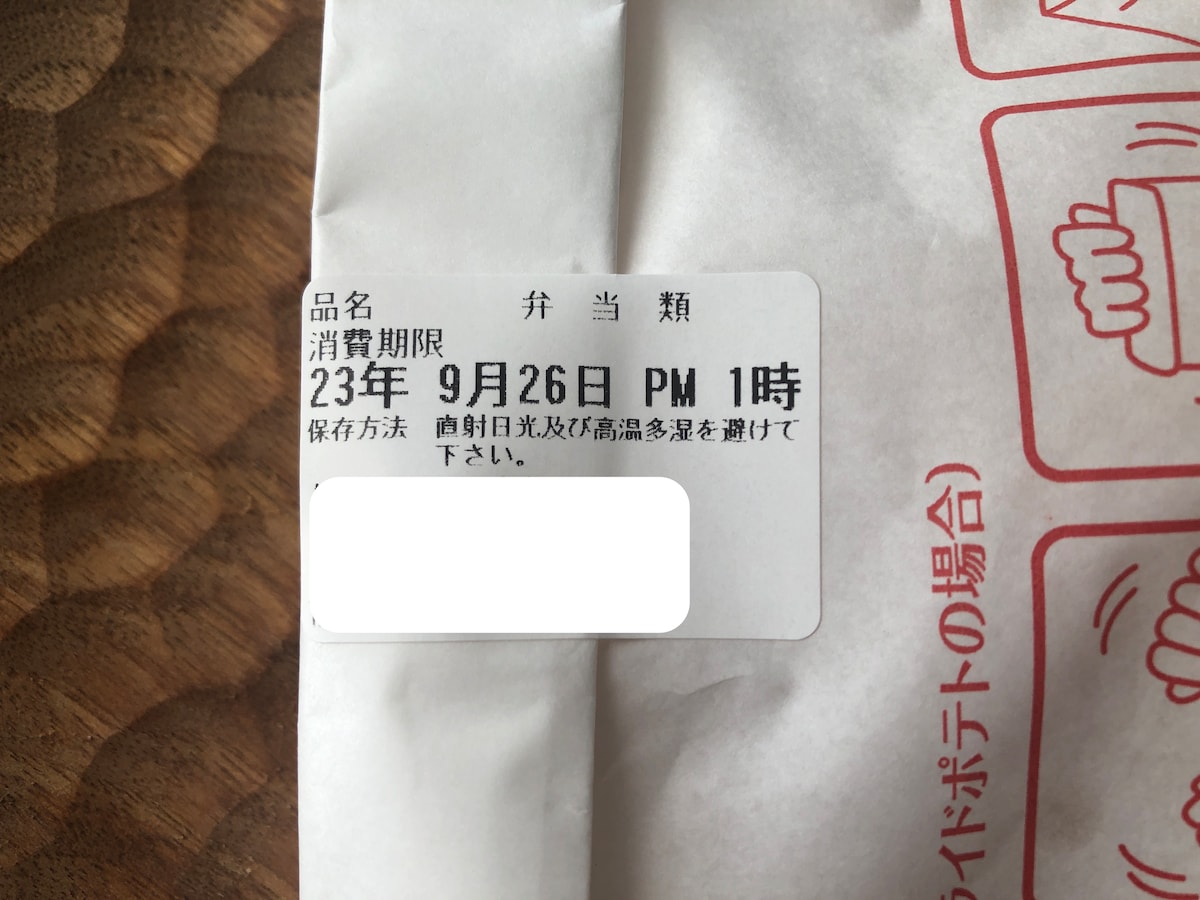 品名 弁当類
消費期限
23年 9月26日 PM 1時
保存方法 直射日光及び高温多湿を避けて
下さい。
イドポテトの場合)